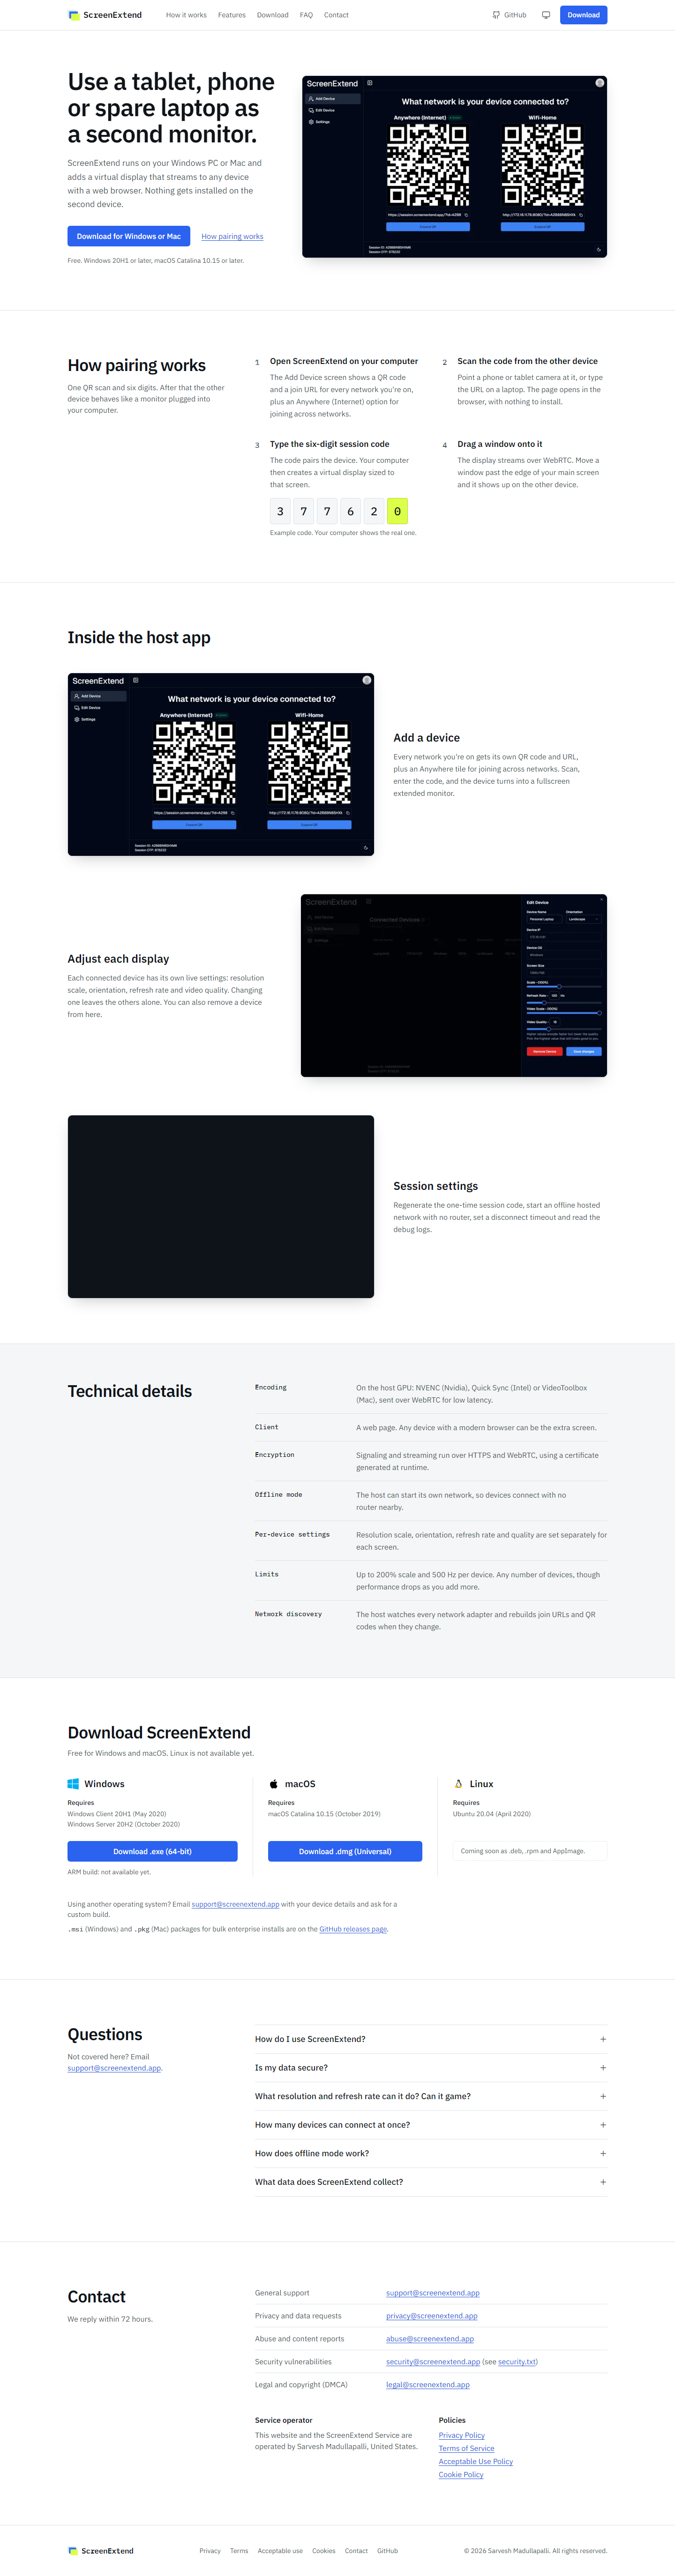 ScreenExtend
How it works
Features
Download
FAQ
Contact
GitHub
Download
Use a tablet, phone
or spare laptop as
a second monitor.
ScreenExtend runs on your Windows PC or Mac and
adds a virtual display that streams to any device
with a web browser. Nothing gets installed on the
second device.
Download for Windows or Mac
How pairing works
Free. Windows 20H1 or later, macOS Catalina 10.15 or later.
ScreenExtend
Add Device
Edit Device
Settings
What network is your device connected to?
Anywhere (Internet)
Wifi-Home
How pairing works
One QR scan and six digits. After that the other
device behaves like a monitor plugged into
your computer.
1
Open ScreenExtend on your computer
The Add Device screen shows a QR code
and a join URL for every network you're on,
plus an Anywhere (Internet) option for
joining across networks.
2
Scan the code from the other device
Point a phone or tablet camera at it, or type
the URL on a laptop. The page opens in the
browser, with nothing to install.
3
Type the six-digit session code
The code pairs the device. Your computer
then creates a virtual display sized to
that screen.
3 7 7 6 2 0
Example code. Your computer shows the real one.
4
Drag a window onto it
The display streams over WebRTC. Move a
window past the edge of your main screen
and it shows up on the other device.
Inside the host app
ScreenExtend
Add Device
Edit Device
Settings
What network is your device connected to?
Anywhere (Internet)
Wifi-Home
Add a device
Every network you're on gets its own QR code and URL,
plus an Anywhere tile for joining across networks. Scan,
enter the code, and the device turns into a fullscreen
extended monitor.
Adjust each display
Each connected device has its own live settings: resolution
scale, orientation, refresh rate and video quality. Changing
one leaves the others alone. You can also remove a device
from here.
ScreenExtend
Connected Devices
Edit Device
Device Name
Orientation
Personal Laptop
Landscape
Device IP
Device OS
Windows
Screen Size
Remove Device
Save changes
Session settings
Regenerate the one-time session code, start an offline hosted
network with no router, set a disconnect timeout and read the
debug logs.
Technical details
Encoding
On the host GPU: NVENC (Nvidia), Quick Sync (Intel) or VideoToolbox
(Mac), sent over WebRTC for low latency.
Client
A web page. Any device with a modern browser can be the extra screen.
Encryption
Signaling and streaming run over HTTPS and WebRTC, using a certificate
generated at runtime.
Offline mode
The host can start its own network, so devices connect with no
router nearby.
Per-device settings
Resolution scale, orientation, refresh rate and quality are set separately for
each screen.
Limits
Up to 200% scale and 500 Hz per device. Any number of devices, though
performance drops as you add more.
Network discovery
The host watches every network adapter and rebuilds join URLs and QR
codes when they change.
Download ScreenExtend
Free for Windows and macOS. Linux is not available yet.
Windows
Requires
Windows Client 20H1 (May 2020)
Windows Server 20H2 (October 2020)
Download .exe (64-bit)
ARM build: not available yet.
macOS
Requires
macOS Catalina 10.15 (October 2019)
Download .dmg (Universal)
Linux
Requires
Ubuntu 20.04 (April 2020)
Coming soon as .deb, .rpm and AppImage.
Using another operating system? Email support@screenextend.app with your device details and ask for a
custom build.
.msi (Windows) and .pkg (Mac) packages for bulk enterprise installs are on the GitHub releases page.
Questions
Not covered here? Email
support@screenextend.app.
How do I use ScreenExtend?
Is my data secure?
What resolution and refresh rate can it do? Can it game?
How many devices can connect at once?
How does offline mode work?
What data does ScreenExtend collect?
Contact
We reply within 72 hours.
General support
support@screenextend.app
Privacy and data requests
privacy@screenextend.app
Abuse and content reports
abuse@screenextend.app
Security vulnerabilities
security@screenextend.app (see security.txt)
Legal and copyright (DMCA)
legal@screenextend.app
Service operator
This website and the ScreenExtend Service are
operated by Sarvesh Madullapalli, United States.
Policies
Privacy Policy
Terms of Service
Acceptable Use Policy
Cookie Policy
ScreenExtend
Privacy
Terms
Acceptable use
Cookies
Contact
GitHub
© 2026 Sarvesh Madullapalli. All rights reserved.